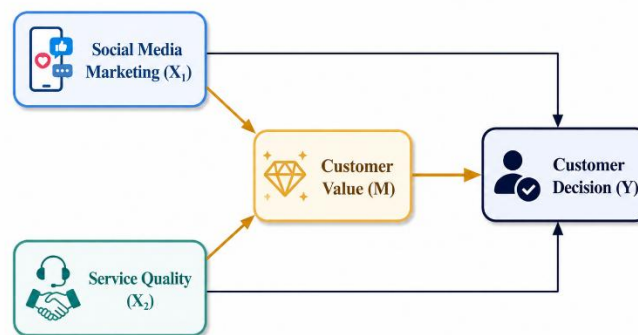 Social Media
Marketing (X₁)
Customer
Value (M)
Customer
Decision (Y)
Service Quality
(X₂)